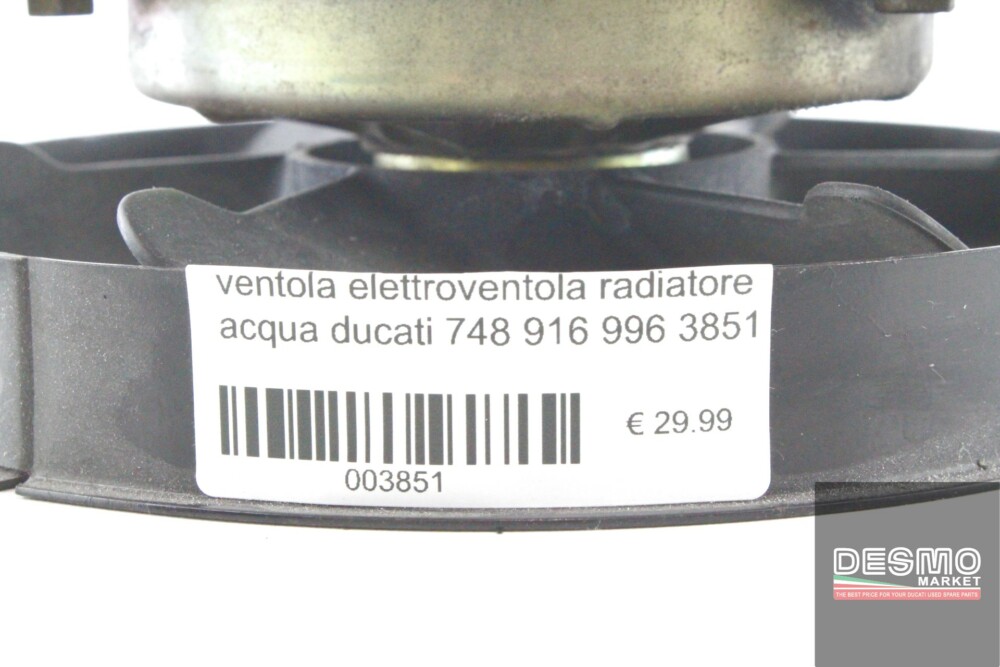 ventola elettroventola radiatore
acqua ducati 748 916 996 3851
€ 29.99
003851
DESMO
MARKET
THE BEST PRICE FOR YOUR DUCATI USED SPARE PARTS